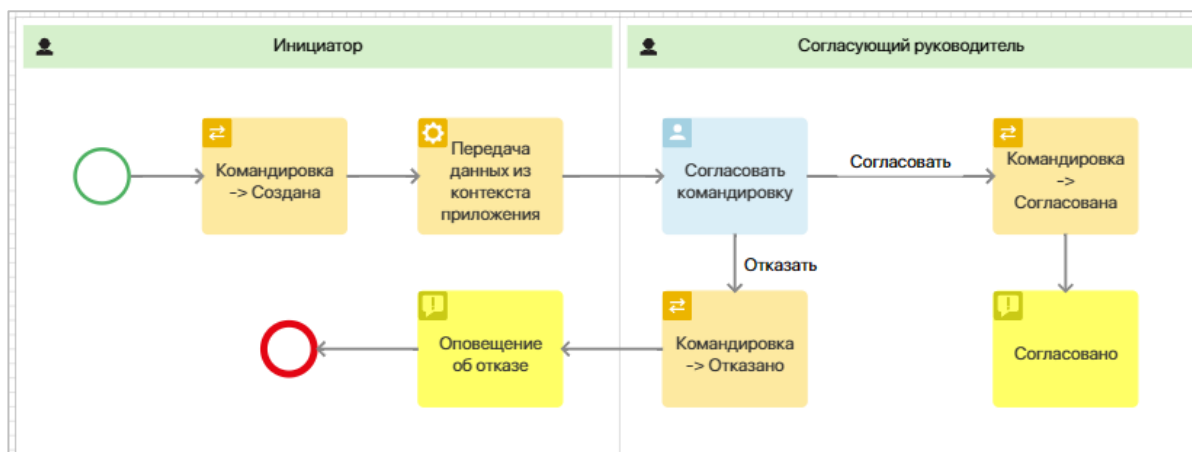 Инициатор
Согласующий руководитель
Командировка
-> Создана
Передача
данных из
контекста
приложения
Согласовать
командировку
Согласовать
Командировка
->
Согласована
Отказать
Оповещение
об отказе
Командировка
-> Отказано
Согласовано